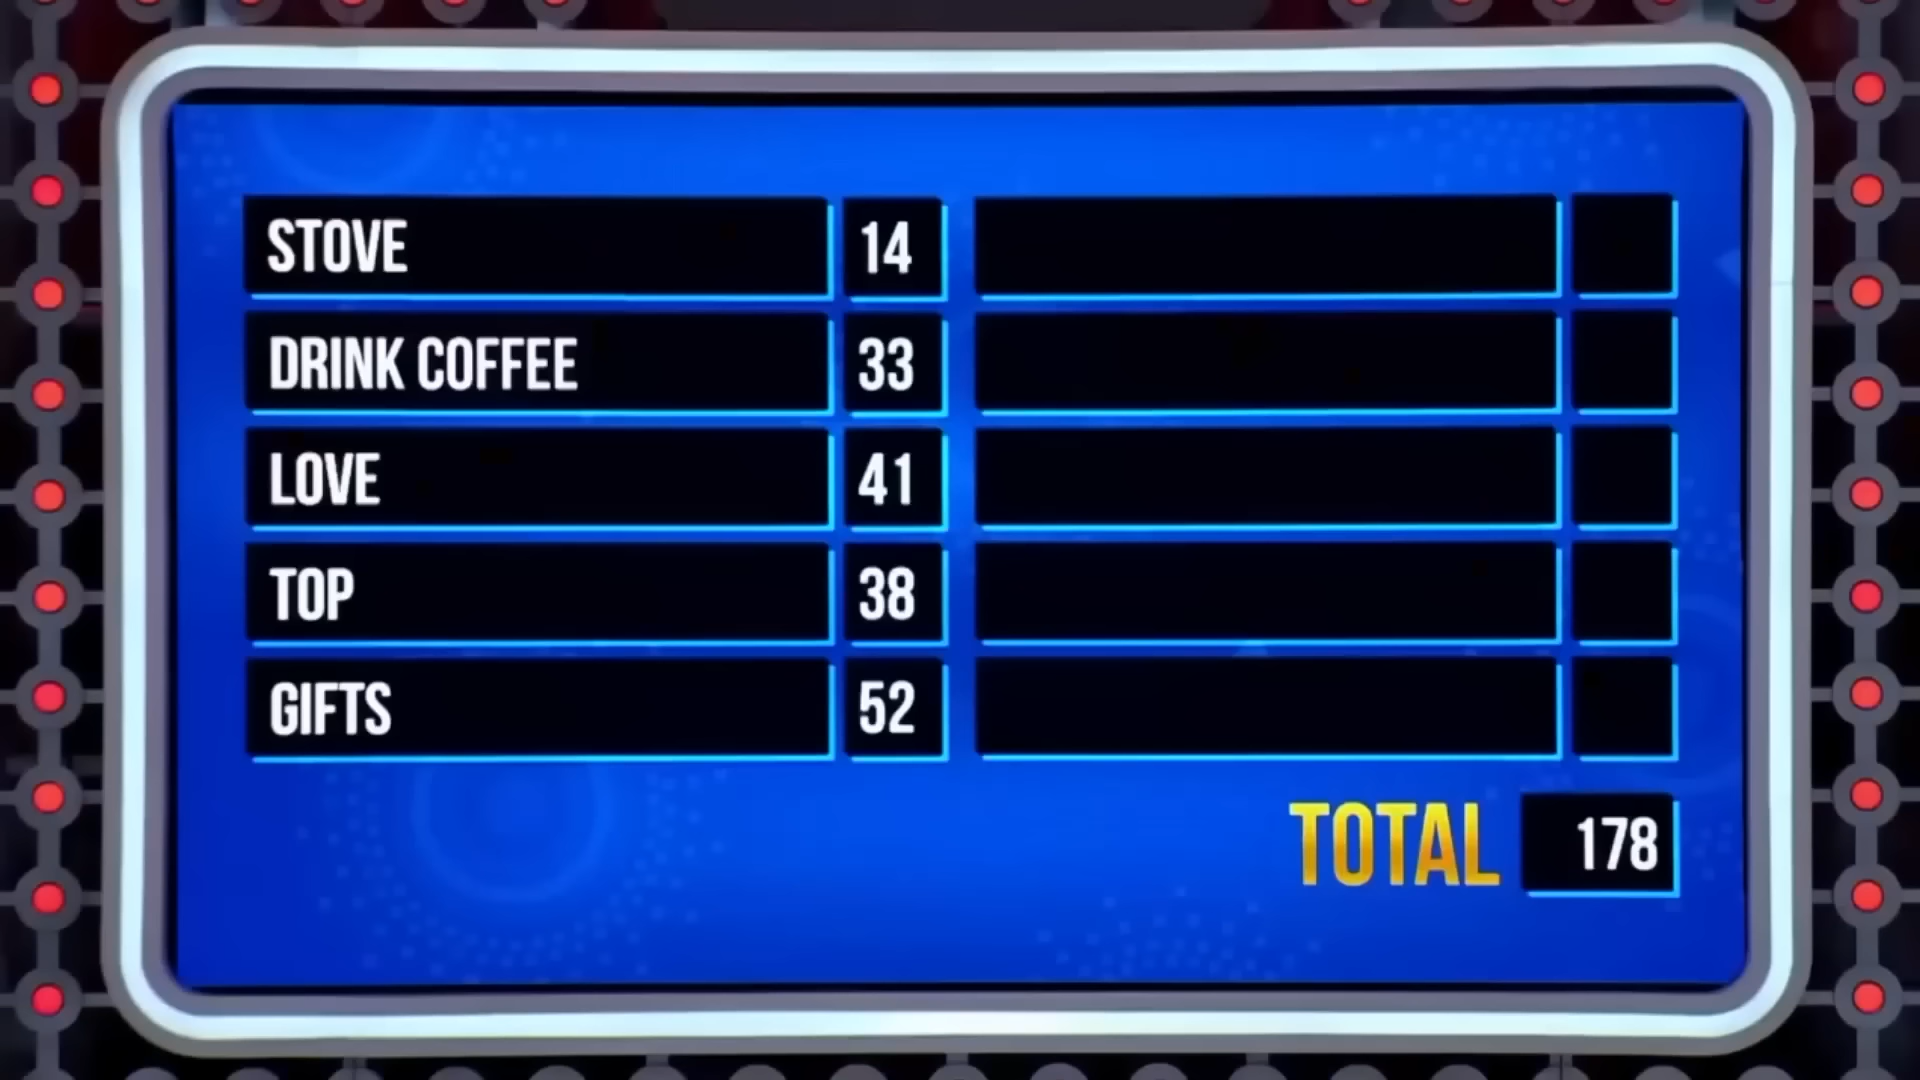 STOVE 14
DRINK COFFEE 33
LOVE 41
TOP 38
GIFTS 52
TOTAL 178